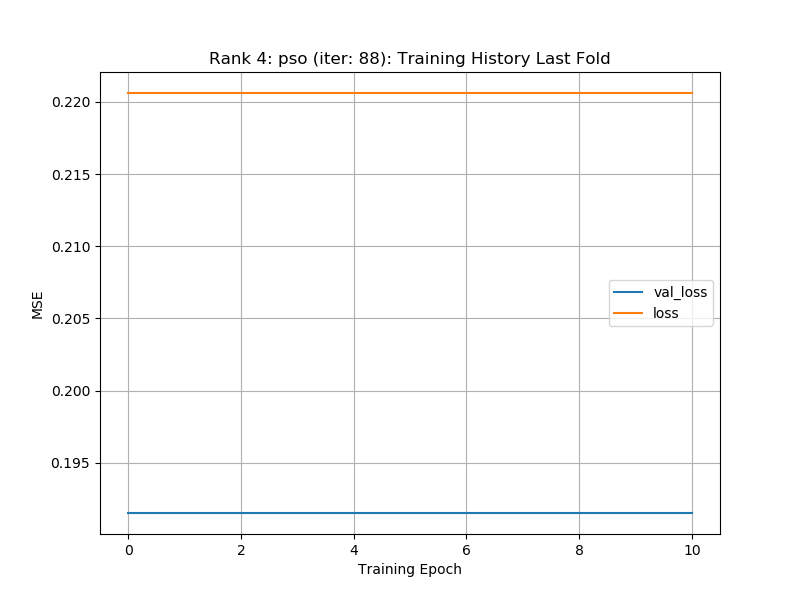 Rank 4: pso (iter: 88): Training History Last Fold
0.220
0.215
0.210
0.205
0.200
0.195
MSE
val_loss
loss
0 2 4 6 8 10
Training Epoch